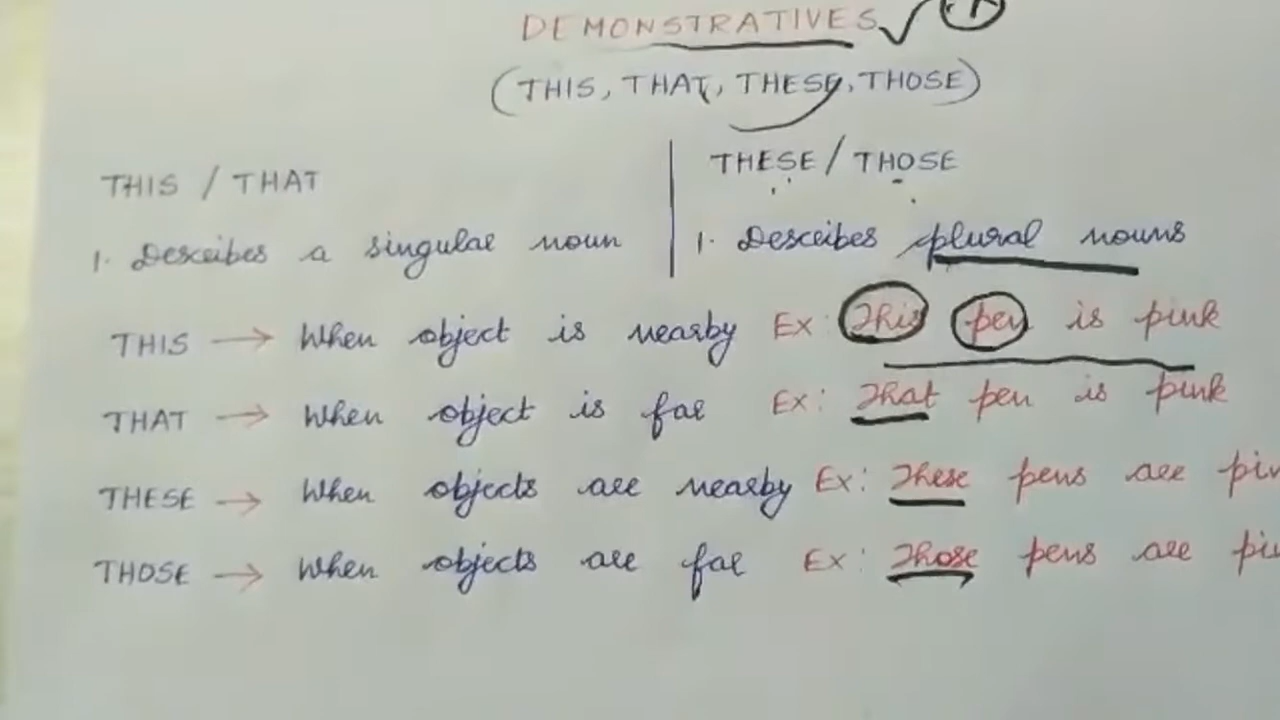 DEMONSTRATIVES
(THIS, THAT, THESE, THOSE)
THIS / THAT
THESE / THOSE
1. Describes a singular noun
1. Describes plural nouns
THIS → When object is nearby Ex: This pen is pink
THAT → When object is far Ex: That pen is pink
THESE → When objects are nearby Ex: These pens are
THOSE → When objects are far Ex: Those pens are